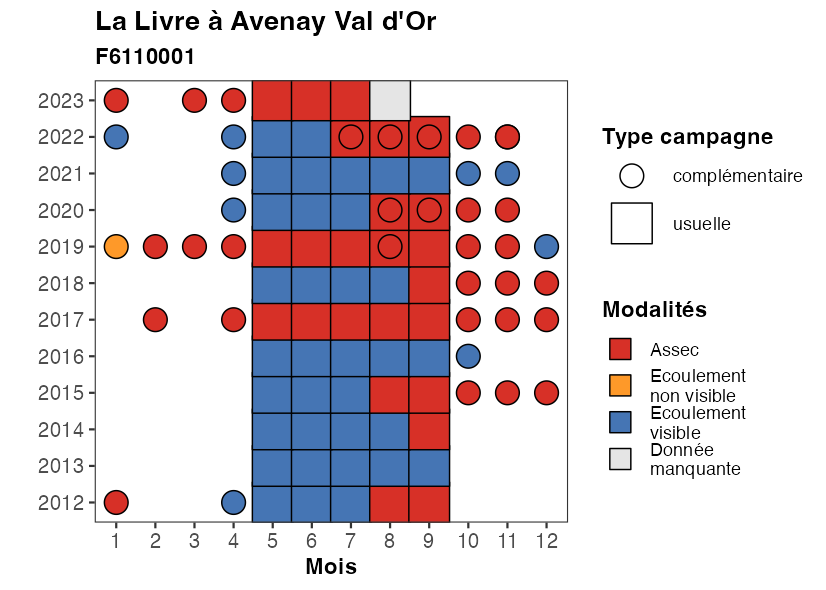 La Livre à Avenay Val d'Or
F6110001
2023
2022
2021
2020
2019
2018
2017
2016
2015
2014
2013
2012
1 2 3 4 5 6 7 8 9 10 11 12
Mois
Type campagne
complémentaire
usuelle
Modalités
Assec
Ecoulement
non visible
Ecoulement
visible
Donnée
manquante